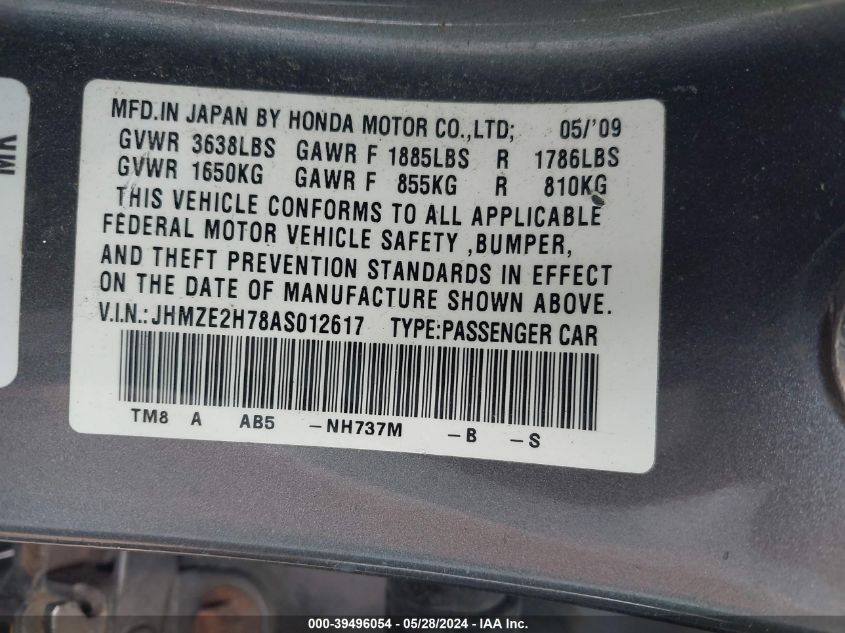 MFD.IN JAPAN BY HONDA MOTOR CO.,LTD; 05/'09
GVWR 3638LBS GAWR F 1885LBS R 1786LBS
GVWR 1650KG GAWR F 855KG R 810KG
THIS VEHICLE CONFORMS TO ALL APPLICABLE
FEDERAL MOTOR VEHICLE SAFETY ,BUMPER,
AND THEFT PREVENTION STANDARDS IN EFFECT
ON THE DATE OF MANUFACTURE SHOWN ABOVE.
V.I.N.: JHMZE2H78AS012617 TYPE:PASSENGER CAR
TM8 A AB5 -NH737M -B -S
000-39496054 / 05/28/2024 - IAA Inc.